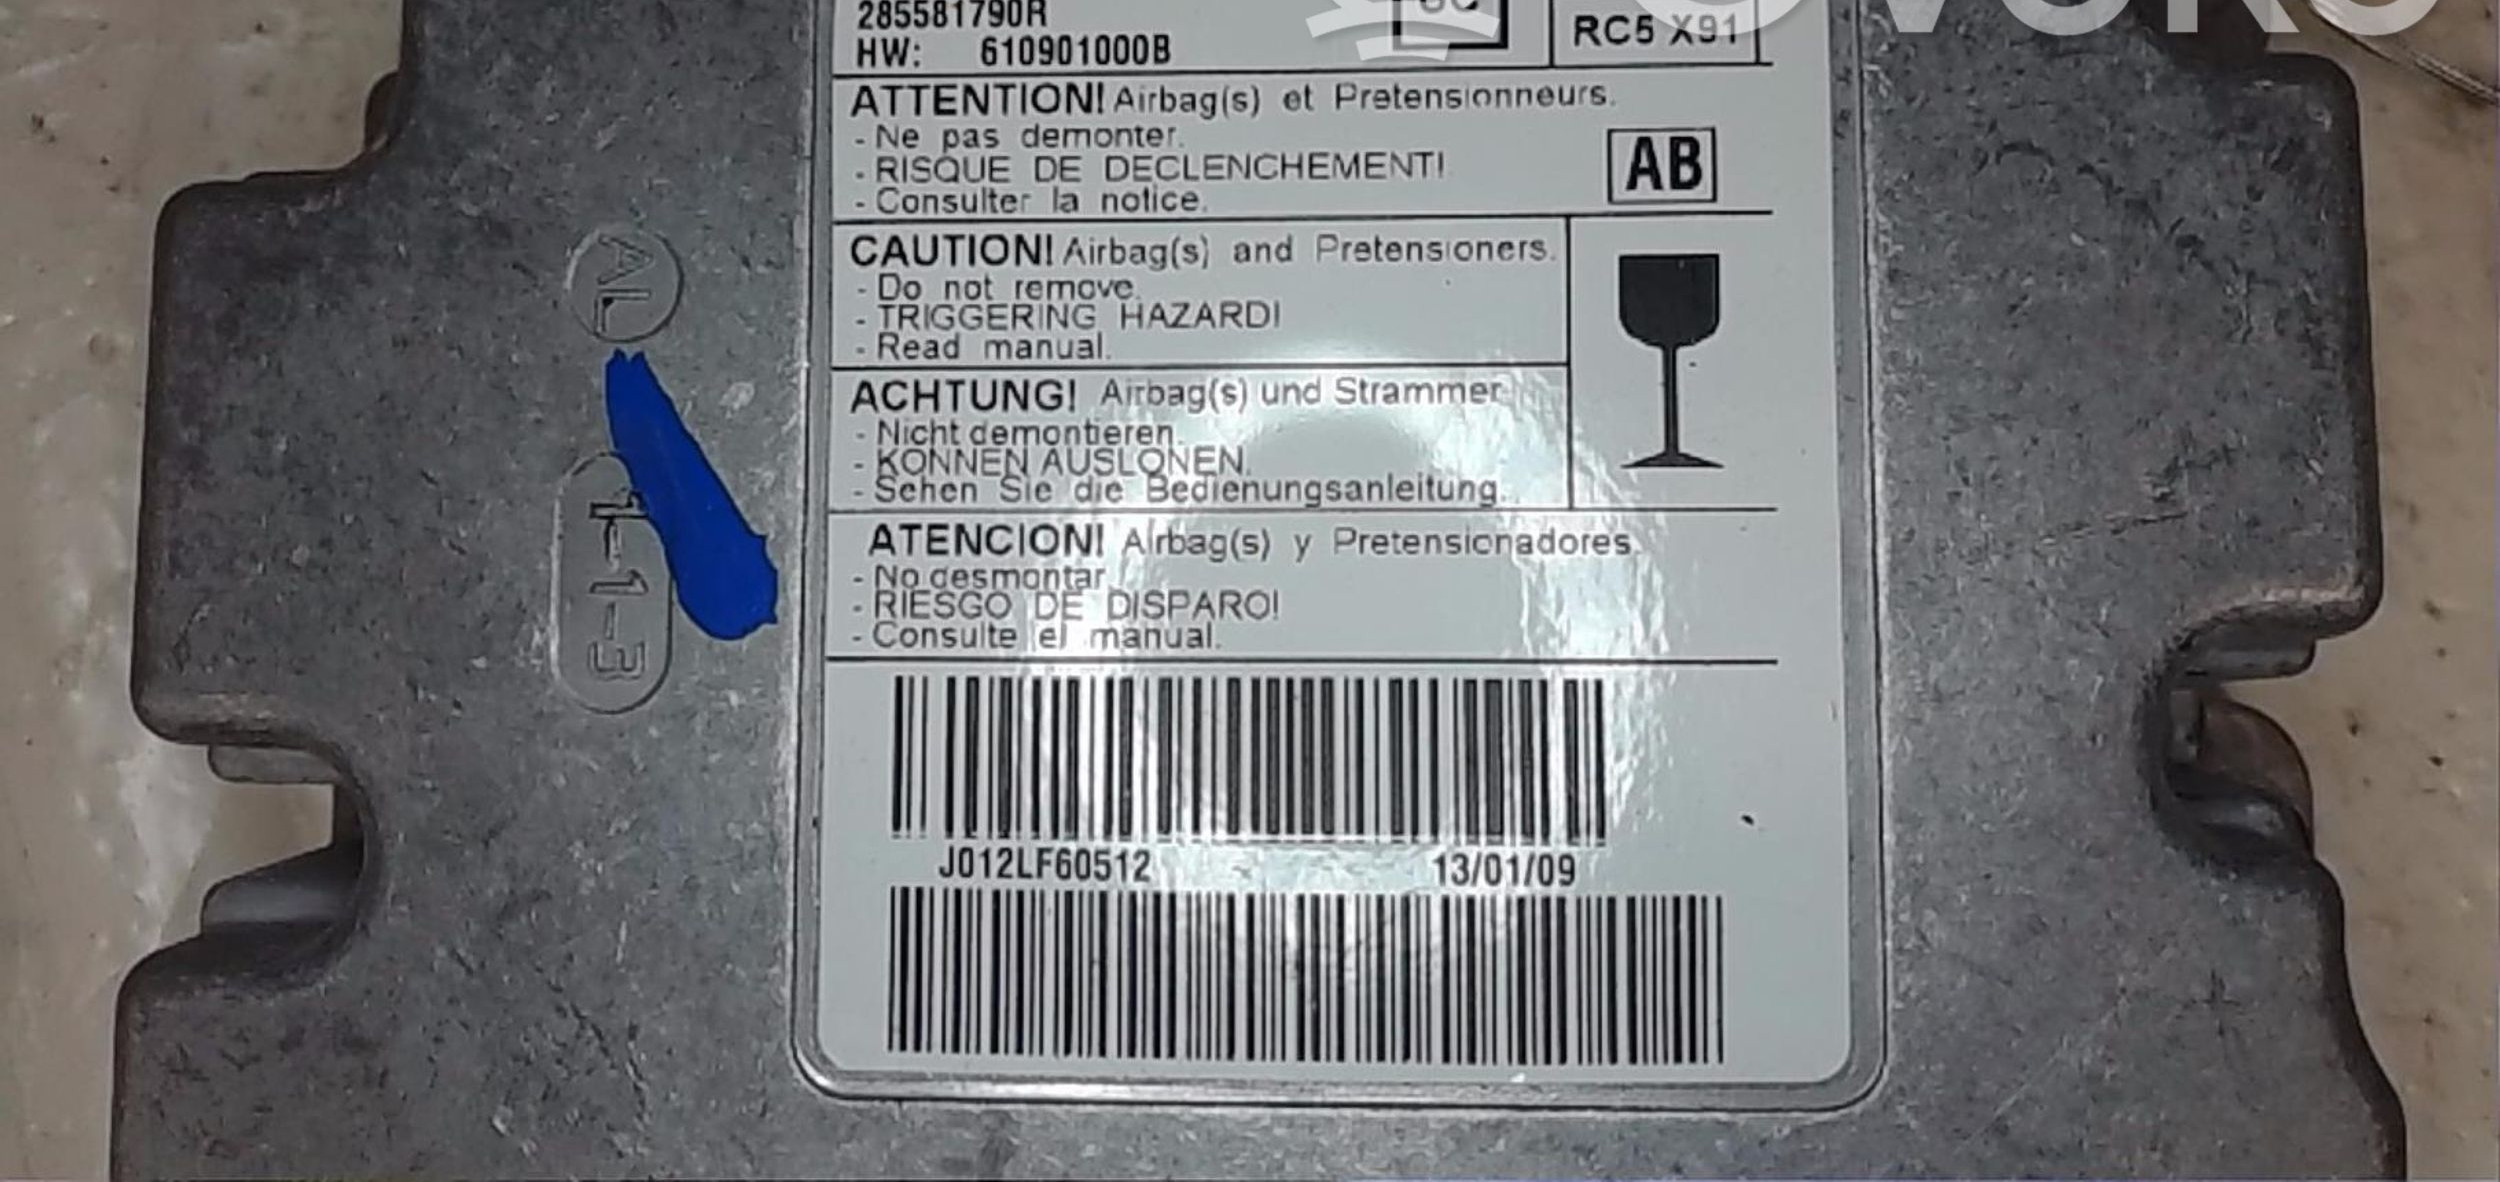 285581790R
HW: 610901000B
RC5 X91
ATTENTION! Airbag(s) et Pretensionneurs.
- Ne pas demonter.
- RISQUE DE DECLENCHEMENT!
- Consulter la notice.
AB
CAUTION! Airbag(s) and Pretensioners.
- Do not remove.
- TRIGGERING HAZARD!
- Read manual.
ACHTUNG! Airbag(s) und Strammer
- Nicht demontieren.
- KONNEN AUSLONEN.
- Sehen Sie die Bedienungsanleitung.
ATENCION! Airbag(s) y Pretensionadores.
- No desmontar.
- RIESGO DE DISPARO!
- Consulte el manual.
J012LF60512 13/01/09
AL
1-1-3